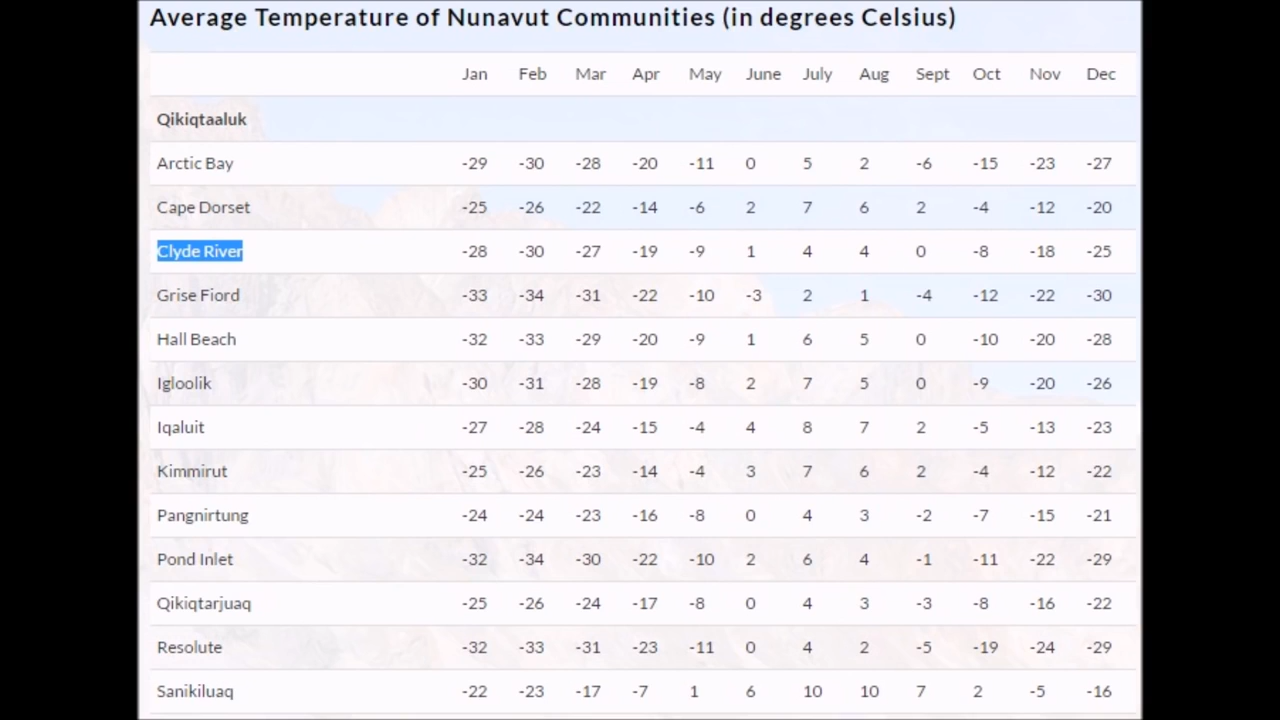 Average Temperature of Nunavut Communities (in degrees Celsius)
Jan Feb Mar Apr May June July Aug Sept Oct Nov Dec
Qikiqtaaluk
Arctic Bay -29 -30 -28 -20 -11 0 5 2 -6 -15 -23 -27
Cape Dorset -25 -26 -22 -14 -6 2 7 6 2 -4 -12 -20
Clyde River -28 -30 -27 -19 -9 1 4 4 0 -8 -18 -25
Grise Fiord -33 -34 -31 -22 -10 -3 2 1 -4 -12 -22 -30
Hall Beach -32 -33 -29 -20 -9 1 6 5 0 -10 -20 -28
Igloolik -30 -31 -28 -19 -8 2 7 5 0 -9 -20 -26
Iqaluit -27 -28 -24 -15 -4 4 8 7 2 -5 -13 -23
Kimmirut -25 -26 -23 -14 -4 3 7 6 2 -4 -12 -22
Pangnirtung -24 -24 -23 -16 -8 0 4 3 -2 -7 -15 -21
Pond Inlet -32 -34 -30 -22 -10 2 6 4 -1 -11 -22 -29
Qikiqtarjuaq -25 -26 -24 -17 -8 0 4 3 -3 -8 -16 -22
Resolute -32 -33 -31 -23 -11 0 4 2 -5 -19 -24 -29
Sanikiluaq -22 -23 -17 -7 1 6 10 10 7 2 -5 -16